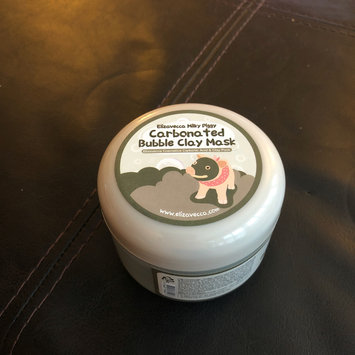 Elizavecca Milky Piggy
Carbonated
Bubble Clay Mask
www.elizavecca.com